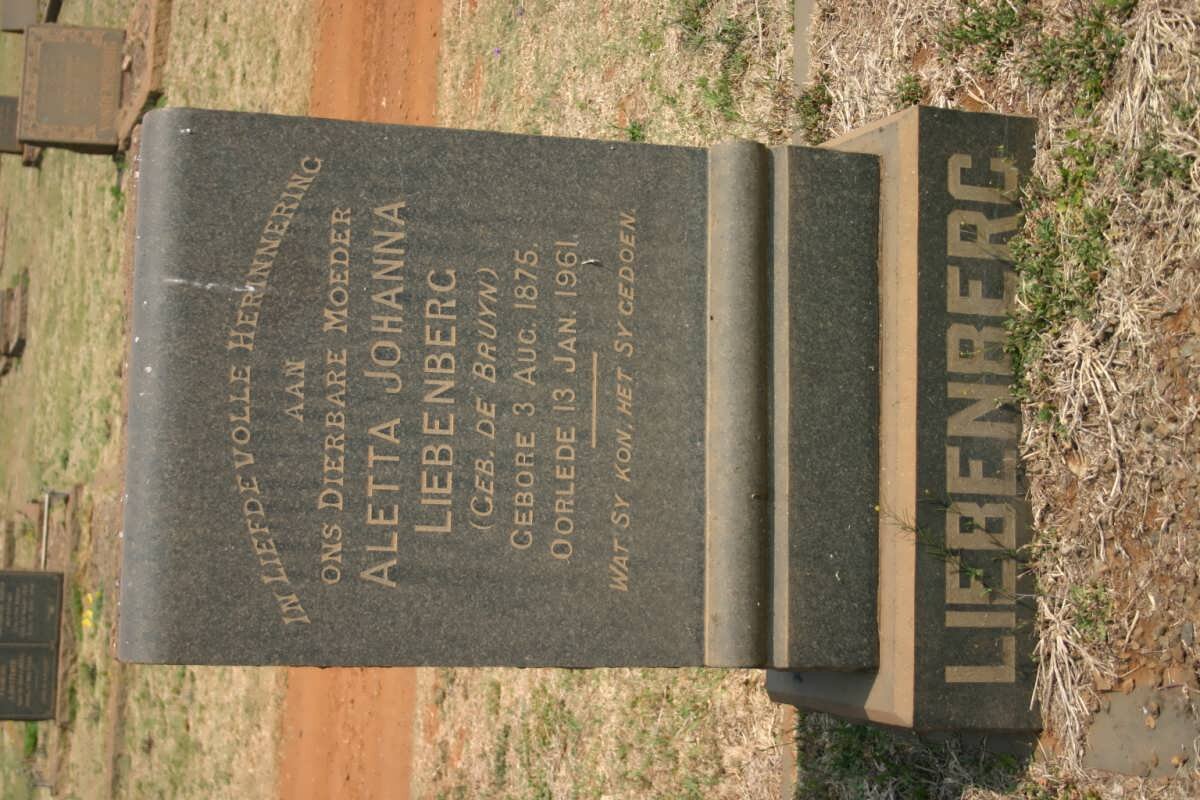 IN LIEFDEVOLLE HERINNERING
AAN
ONS DIERBARE MOEDER
ALETTA JOHANNA
LIEBENBERG
(GEB. DE BRUYN)
GEBORE 3 AUG. 1875.
OORLEDE 13 JAN. 1961.
WAT SY KON, HET SY GEDOEN.
LIEBENBERG